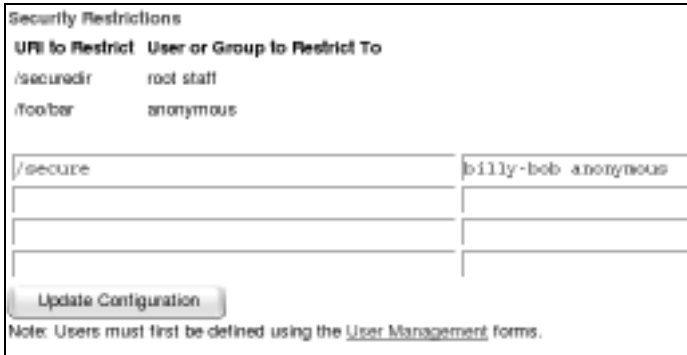 Security Restrictions
URI to Restrict User or Group to Restrict To
/securedir root staff
/foo/bar anonymous
/secure billy-bob anonymous
Update Configuration
Note: Users must first be defined using the User Management forms.